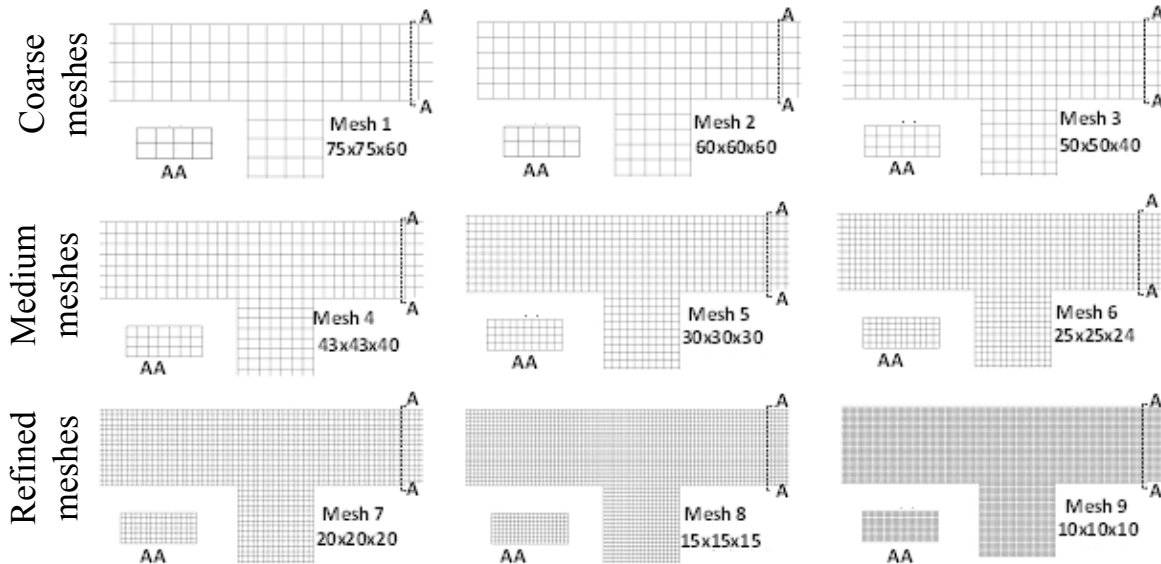 Coarse
meshes
A
A
Mesh 1
75x75x60
AA
A
A
Mesh 2
60x60x60
AA
A
A
Mesh 3
50x50x40
AA
Medium
meshes
A
A
Mesh 4
43x43x40
AA
A
A
Mesh 5
30x30x30
AA
A
A
Mesh 6
25x25x24
AA
Refined
meshes
A
A
Mesh 7
20x20x20
AA
A
A
Mesh 8
15x15x15
AA
A
A
Mesh 9
10x10x10
AA